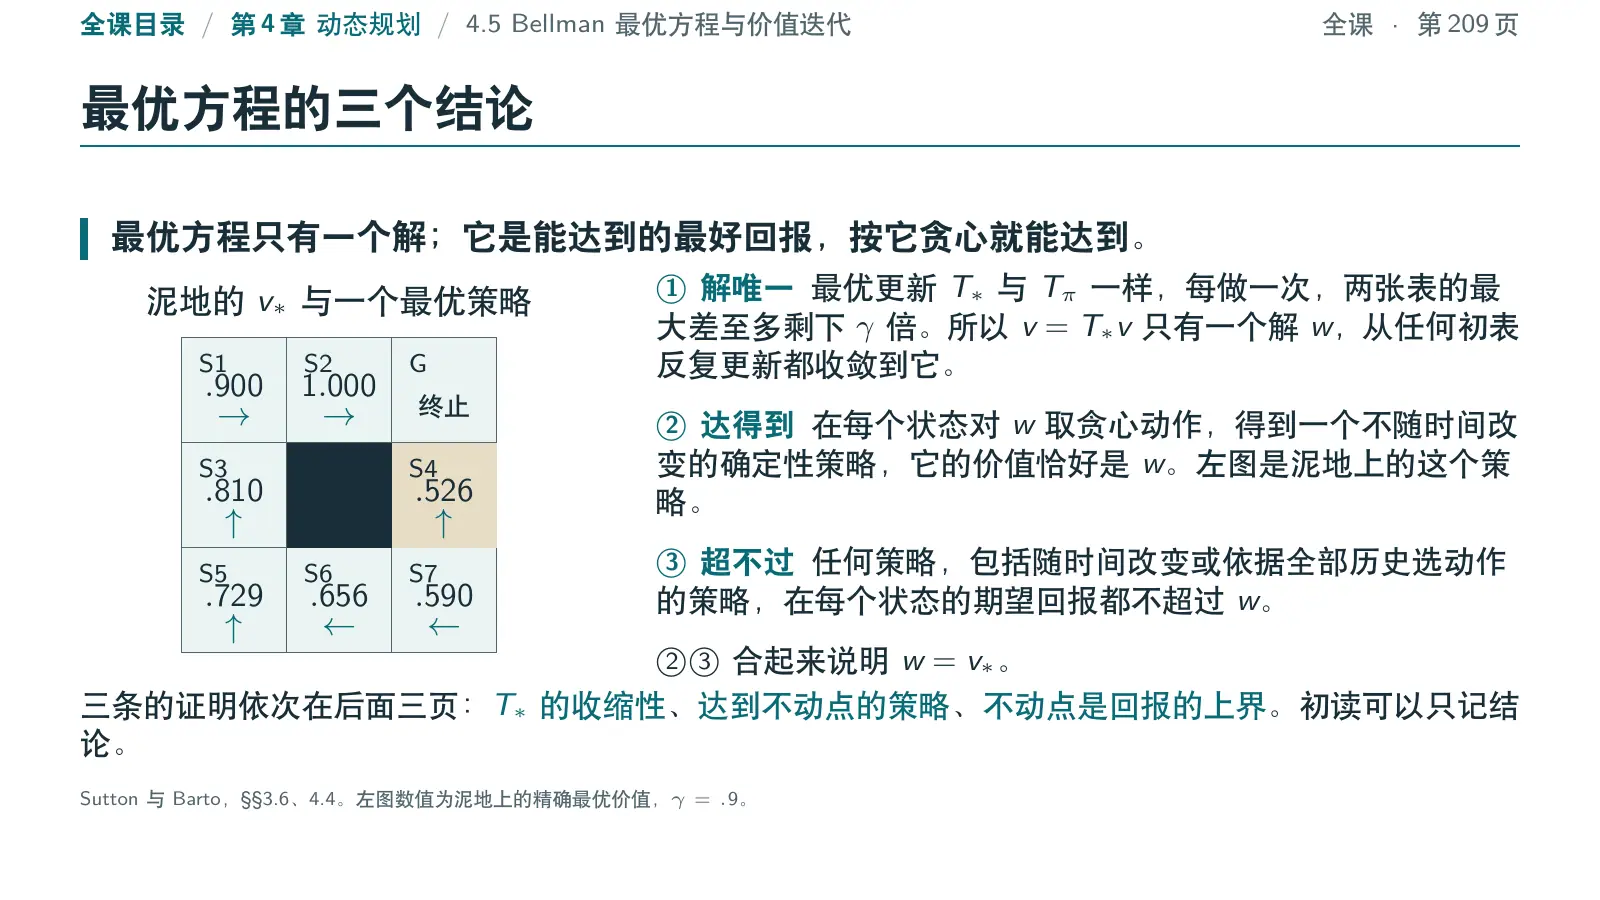 全课目录 / 第 4 章 动态规划 / 4.5 Bellman 最优方程与价值迭代
全课 · 第 209 页
最优方程的三个结论
最优方程只有一个解；它是能达到的最好回报，按它贪心就能达到。
泥地的 v∗ 与一个最优策略
S1 .900 →
S2 1.000 →
G 终止
S3 .810 ↑
S4 .526 ↑
S5 .729 ↑
S6 .656 ←
S7 .590 ←
① 解唯一 最优更新 T∗ 与 Tπ 一样，每做一次，两张表的最
大差至多剩下 γ 倍。所以 v = T∗v 只有一个解 w，从任何初表
反复更新都收敛到它。
② 达得到 在每个状态对 w 取贪心动作，得到一个不随时间改
变的确定性策略，它的价值恰好是 w。左图是泥地上的这个策
略。
③ 超不过 任何策略，包括随时间改变或依据全部历史选动作
的策略，在每个状态的期望回报都不超过 w。
②③ 合起来说明 w = v∗。
三条的证明依次在后面三页：T∗ 的收缩性、达到不动点的策略、不动点是回报的上界。初读可以只记结
论。
Sutton 与 Barto，§§3.6、4.4。左图数值为泥地上的精确最优价值，γ = .9。